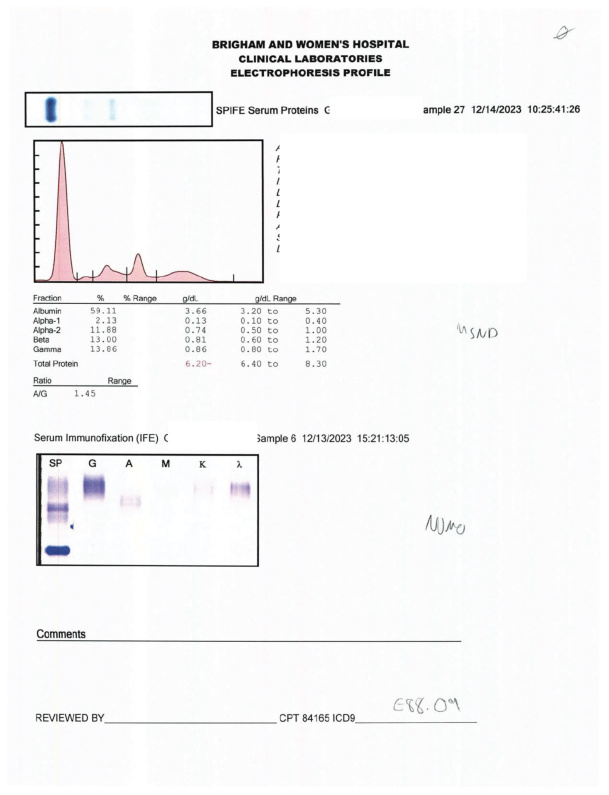 BRIGHAM AND WOMEN'S HOSPITAL
CLINICAL LABORATORIES
ELECTROPHORESIS PROFILE
SPIFE Serum Proteins ample 27 12/14/2023 10:25:41:26
Fraction % % Range g/dL g/dL Range
Albumin 59.11 3.66 3.20 to 5.30
Alpha-1 2.13 0.13 0.10 to 0.40
Alpha-2 11.88 0.74 0.50 to 1.00
Beta 13.00 0.81 0.60 to 1.20
Gamma 13.86 0.86 0.80 to 1.70
Total Protein 6.20- 6.40 to 8.30
Ratio Range
A/G 1.45
Serum Immunofixation (IFE) Sample 6 12/13/2023 15:21:13:05
SP G A M K λ
Comments
E88.09
REVIEWED BY CPT 84165 ICD9